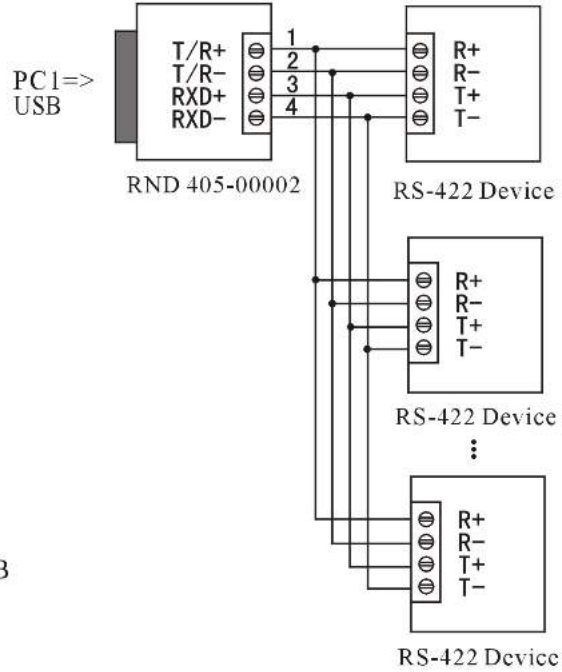 PC1=>
USB
T/R+
T/R-
RXD+
RXD-
1
2
3
4
RND 405-00002
R+
R-
T+
T-
RS-422 Device
R+
R-
T+
T-
RS-422 Device
R+
R-
T+
T-
RS-422 Device
B